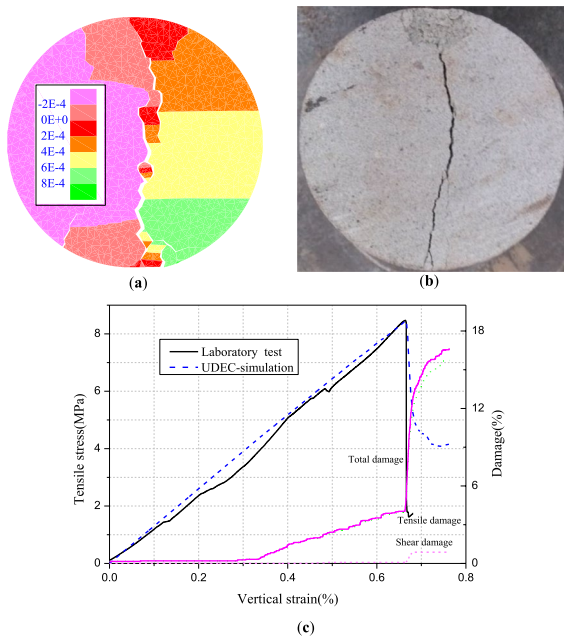 -2E-4
0E+0
2E-4
4E-4
6E-4
8E-4
(a)
(b)
8
6
4
2
0
Tensile stress(MPa)
Laboratory test
UDEC-simulation
18
12
6
0
Damage(%)
Total damage
Tensile damage
Shear damage
0.0 0.2 0.4 0.6 0.8
Vertical strain(%)
(c)